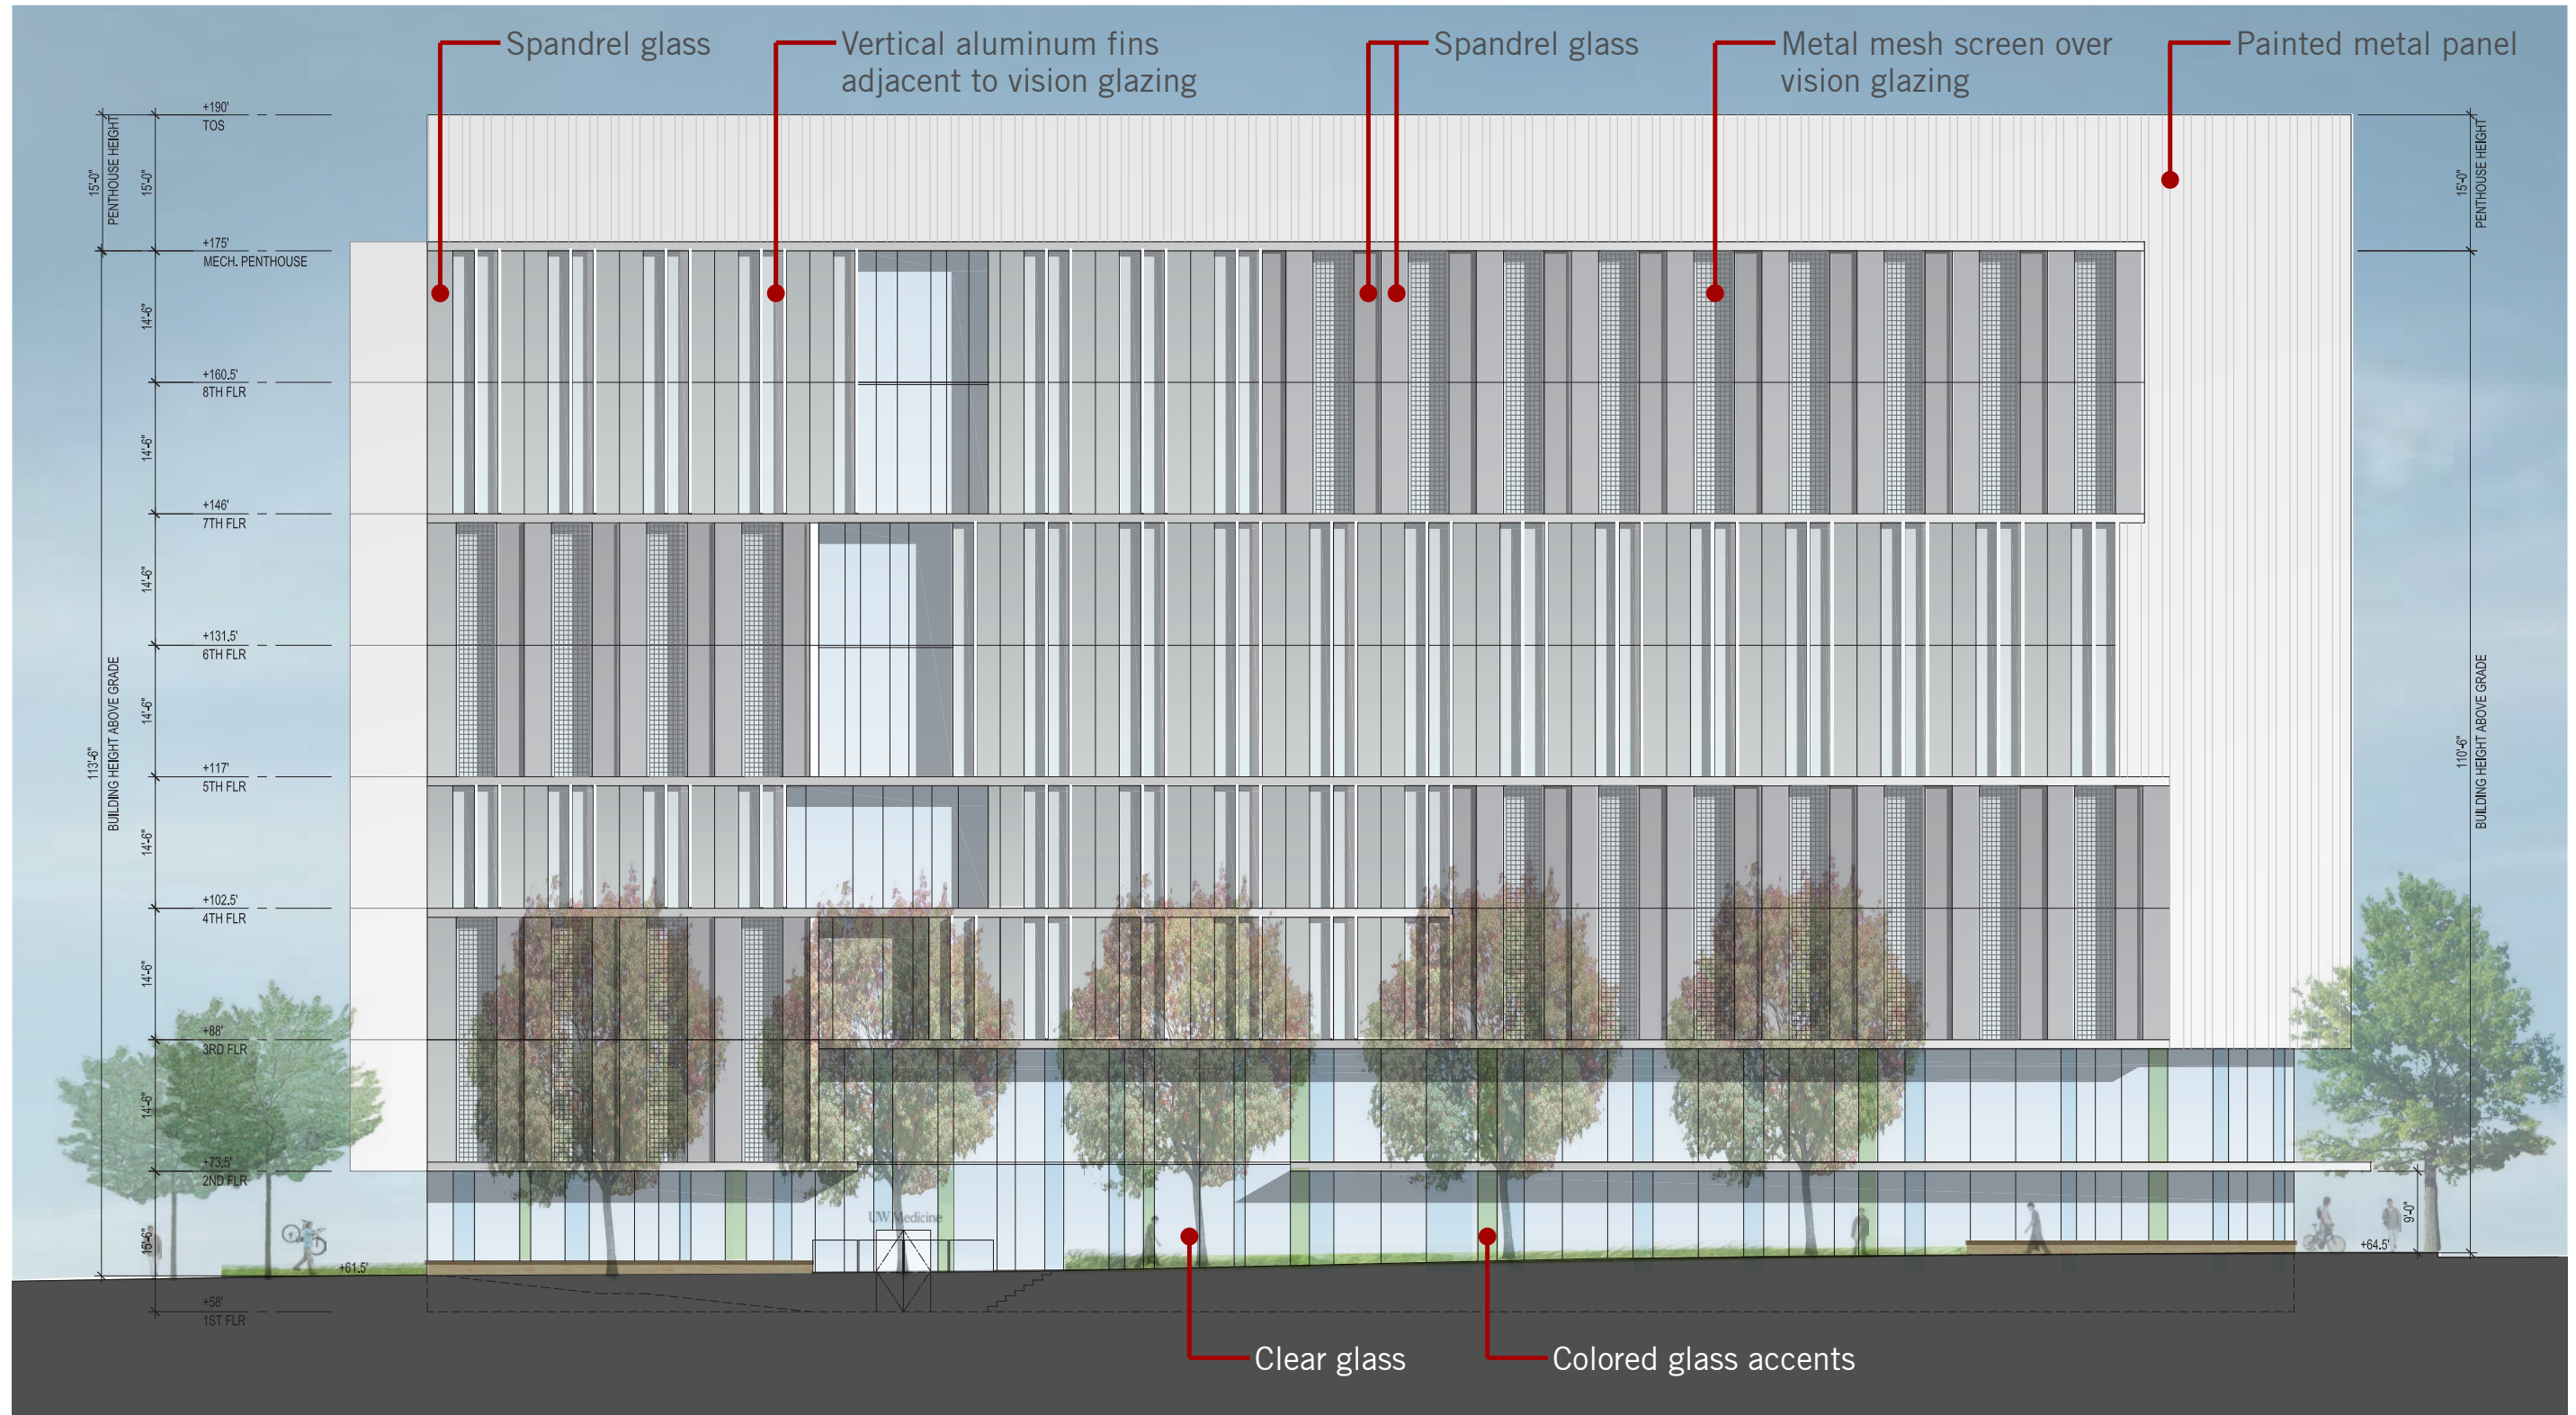 Spandrel glass
Vertical aluminum fins
adjacent to vision glazing
Spandrel glass
Metal mesh screen over
vision glazing
Painted metal panel
+190'
TOS
15'-0"
PENTHOUSE HEIGHT
15'-0"
15'-0"
PENTHOUSE HEIGHT
+175'
MECH. PENTHOUSE
14'-6"
+160.5'
8TH FLR
14'-6"
+146'
7TH FLR
14'-6"
+131.5'
6TH FLR
14'-6"
113'-6"
BUILDING HEIGHT ABOVE GRADE
110'-6"
BUILDING HEIGHT ABOVE GRADE
+117'
5TH FLR
14'-6"
+102.5'
4TH FLR
14'-6"
+88'
3RD FLR
14'-6"
+73.5'
2ND FLR
15'-6"
UW Medicine
9'-0"
+64.5'
+61.5'
+58'
1ST FLR
Clear glass
Colored glass accents